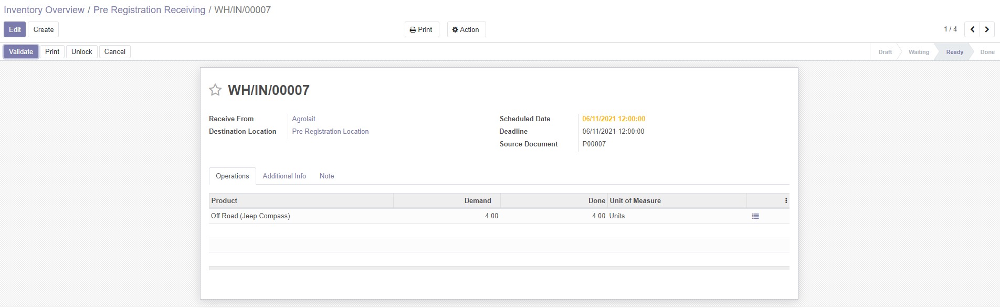 Inventory Overview / Pre Registration Receiving / WH/IN/00007
Edit Create Print Action 1 / 4
Validate Print Unlock Cancel Draft Waiting Ready Done
WH/IN/00007
Receive From Agrolait Scheduled Date 06/11/2021 12:00:00
Destination Location Pre Registration Location Deadline 06/11/2021 12:00:00
Source Document P00007
Operations Additional Info Note
Product Demand Done Unit of Measure
Off Road (Jeep Compass) 4.00 4.00 Units